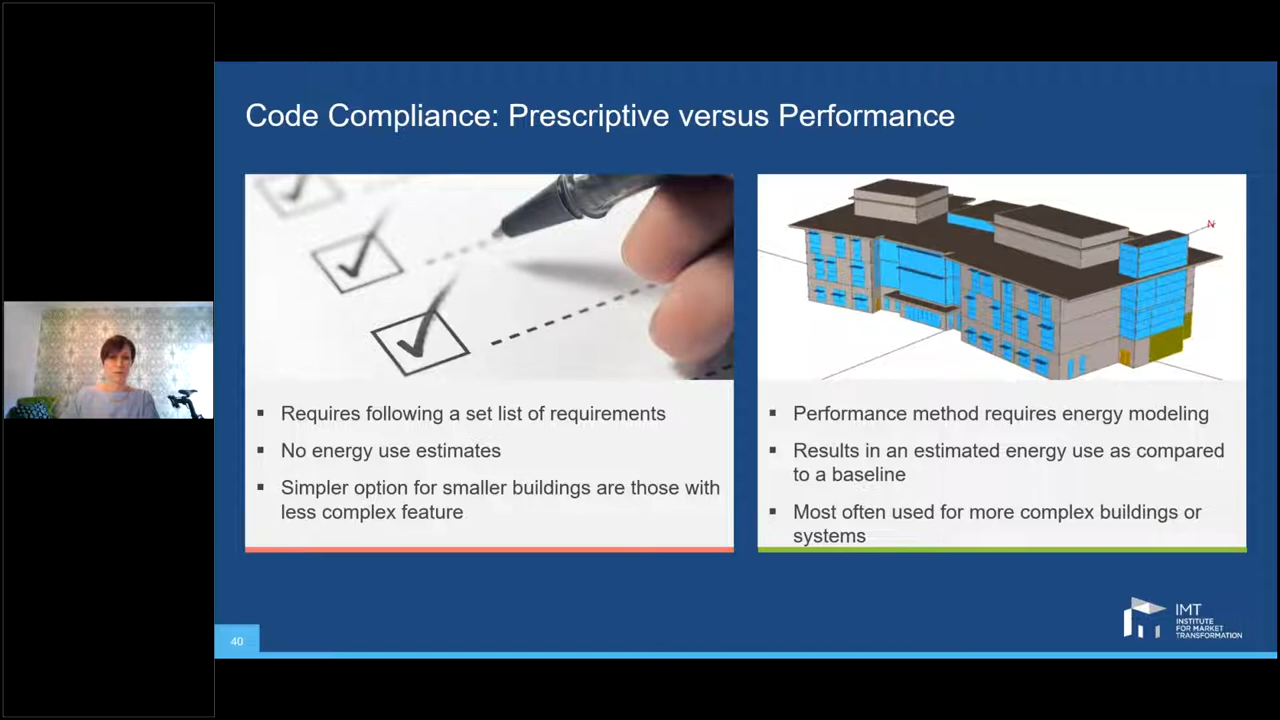 Code Compliance: Prescriptive versus Performance
▪ Requires following a set list of requirements
▪ No energy use estimates
▪ Simpler option for smaller buildings are those with
less complex feature
N
▪ Performance method requires energy modeling
▪ Results in an estimated energy use as compared
to a baseline
▪ Most often used for more complex buildings or
systems
40
IMT
INSTITUTE
FOR MARKET
TRANSFORMATION